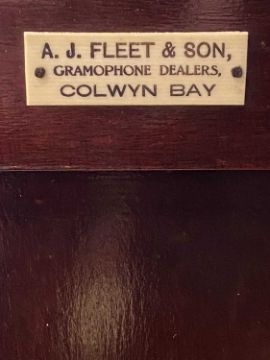 A. J. FLEET & SON,
GRAMOPHONE DEALERS,
COLWYN BAY